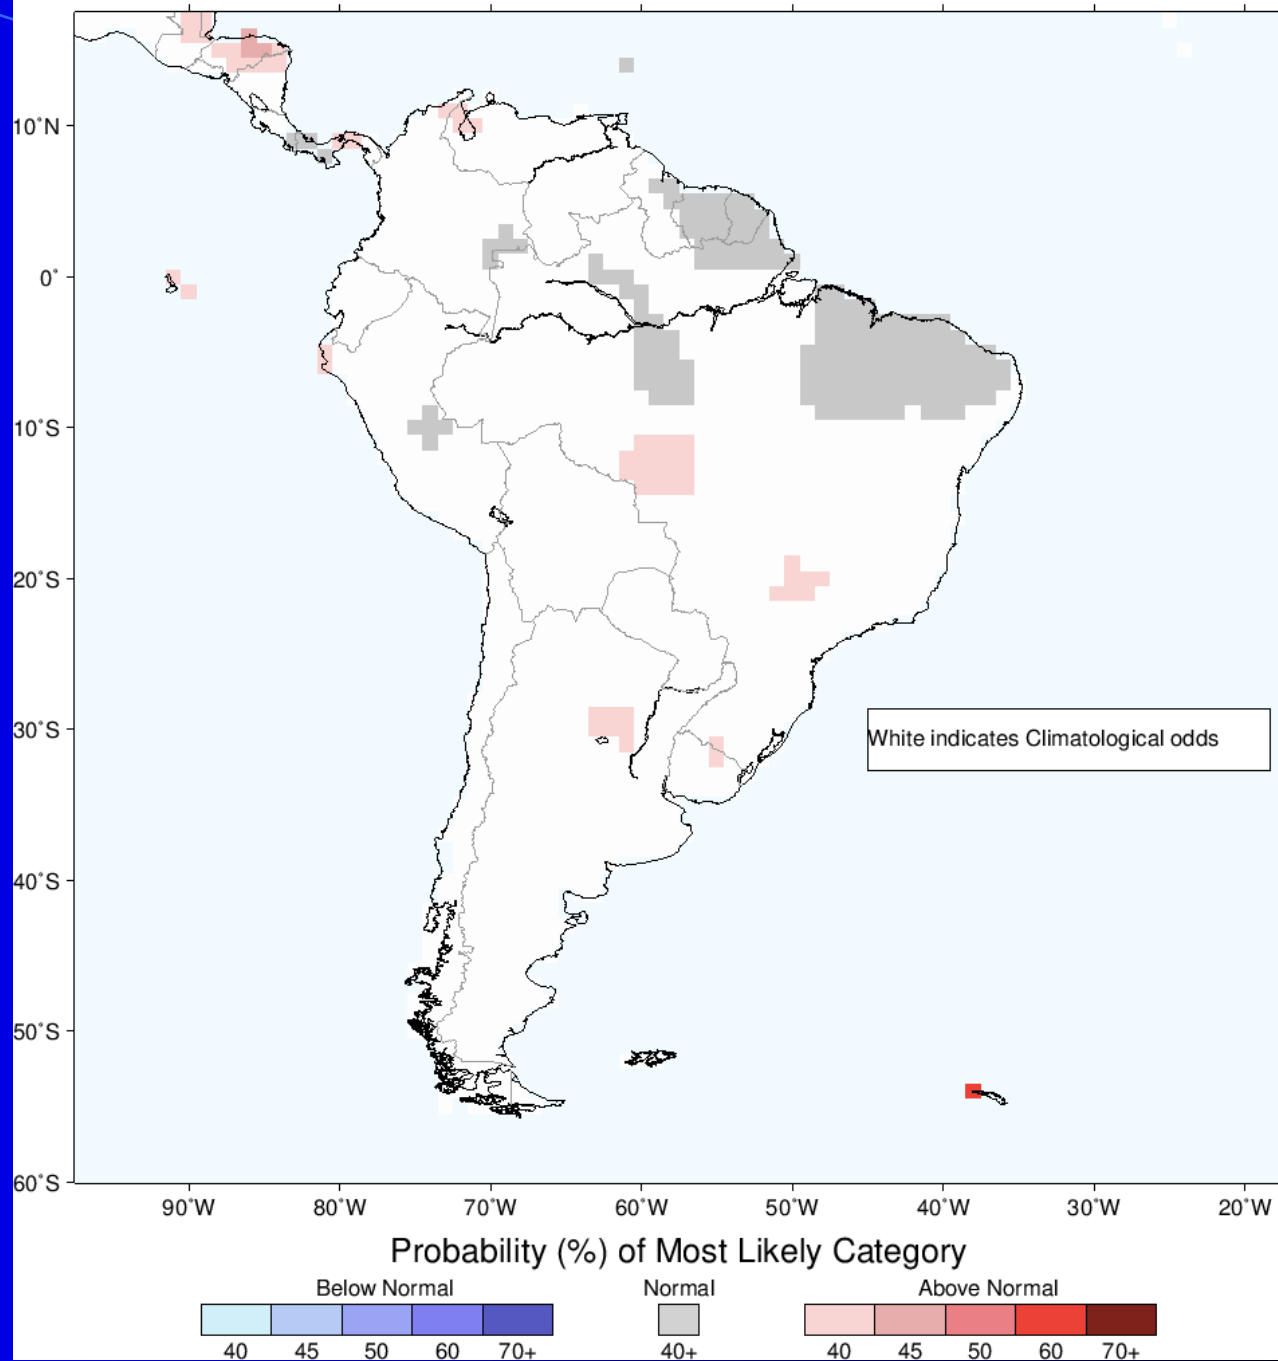 10°N
0°
10°S
20°S
30°S
White indicates Climatological odds
40°S
50°S
60°S
90°W 80°W 70°W 60°W 50°W 40°W 30°W 20°W
Probability (%) of Most Likely Category
Below Normal Normal Above Normal
40 45 50 60 70+ 40+ 40 45 50 60 70+